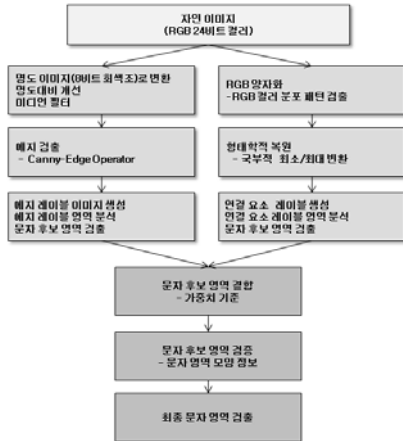 자연 이미지
(RGB 24비트 컬러)
명도 이미지(8비트 회색조)로 변환
명도대비 개선
미디언 필터
RGB 양자화
-RGB 컬러 분포 패턴 검출
에지 검출
- Canny-Edge Operator
형태학적 복원
- 국부적 최소/최대 변환
에지 레이블 이미지 생성
에지 레이블 영역 분석
문자 후보 영역 검출
연결 요소 레이블 생성
연결 요소 레이블 영역 분석
문자 후보 영역 검출
문자 후보 영역 결합
- 가중치 기준
문자 후보 영역 검증
- 문자 영역 모양 정보
최종 문자 영역 검출